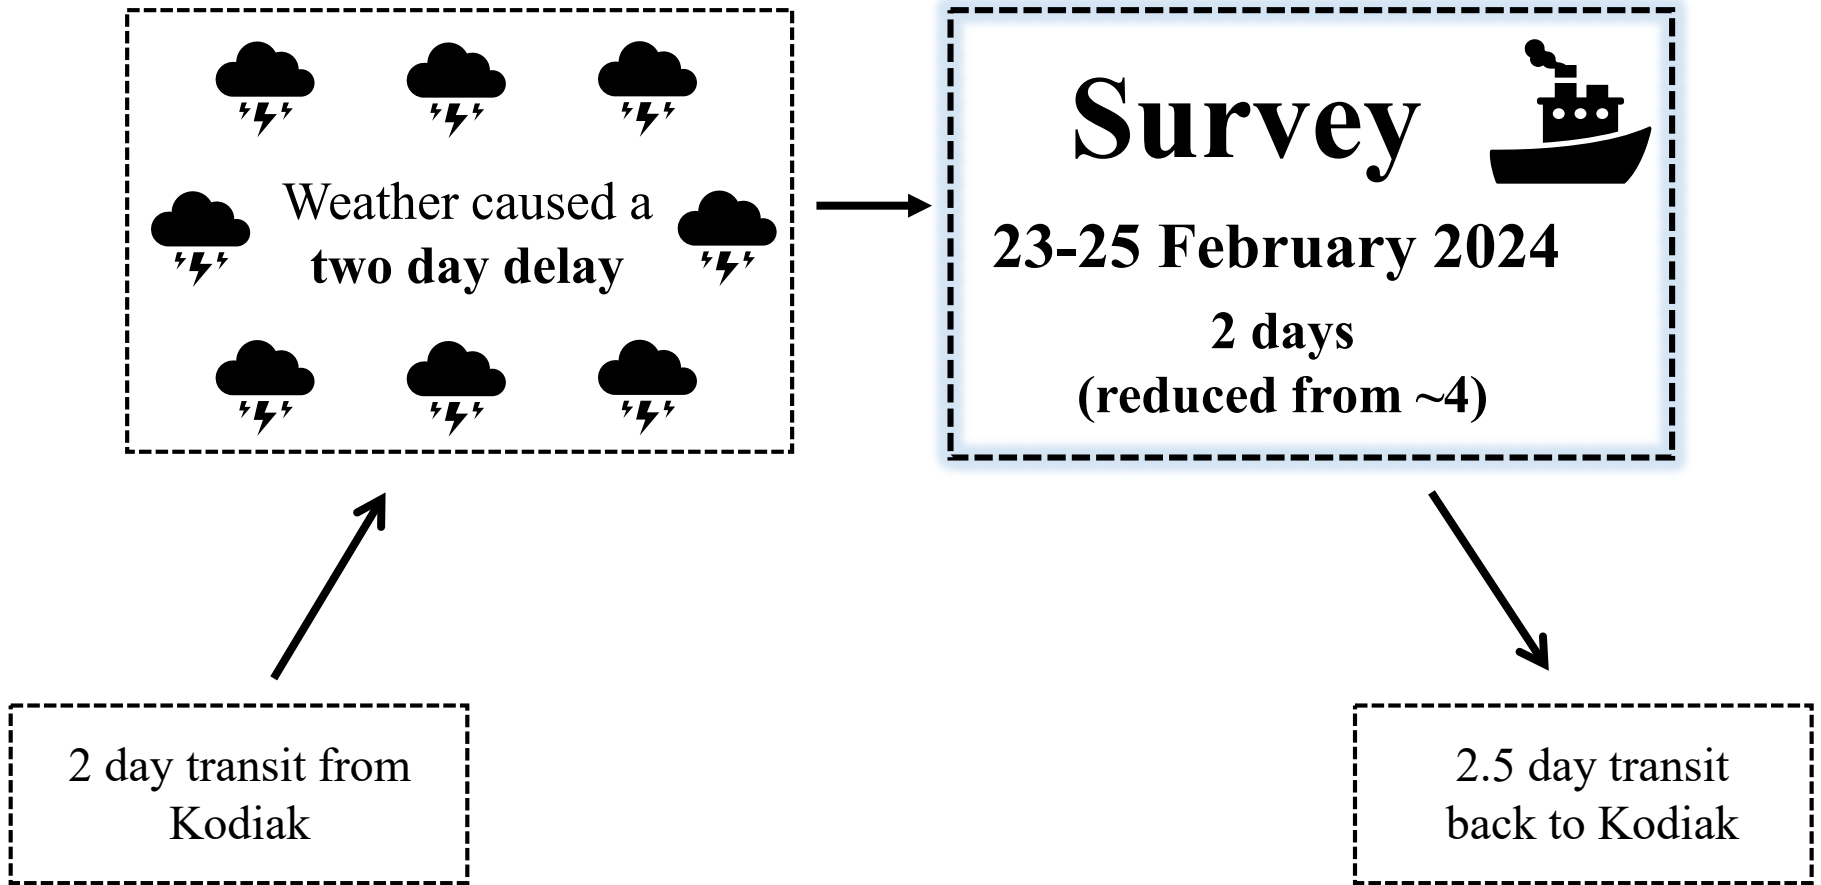 Weather caused a
two day delay
Survey
23-25 February 2024
2 days
(reduced from ~4)
2 day transit from
Kodiak
2.5 day transit
back to Kodiak